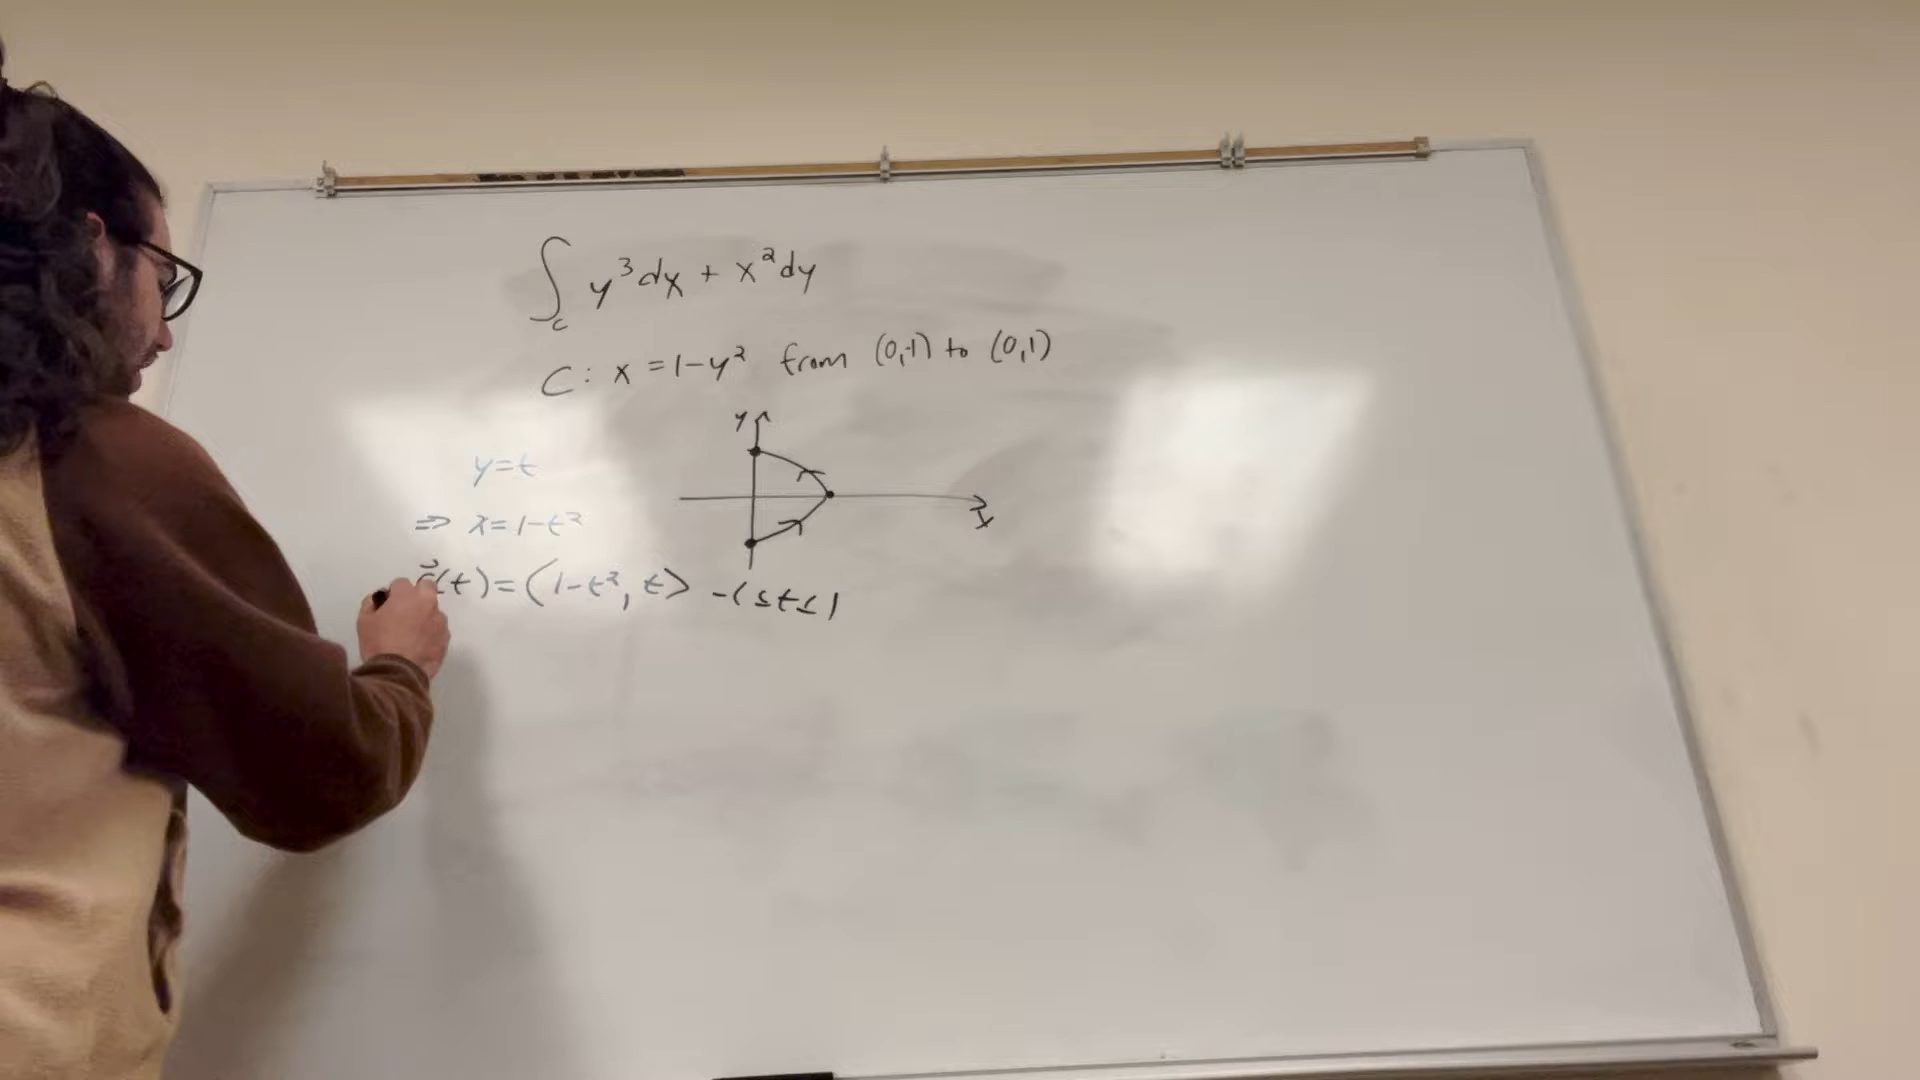 ∫_C y³dx + x²dy
C: x = 1-y² from (0,-1) to (0,1)
y
y=t
x
⇒ x=1-t²
(t)=⟨1-t², t⟩ -1≤t≤1